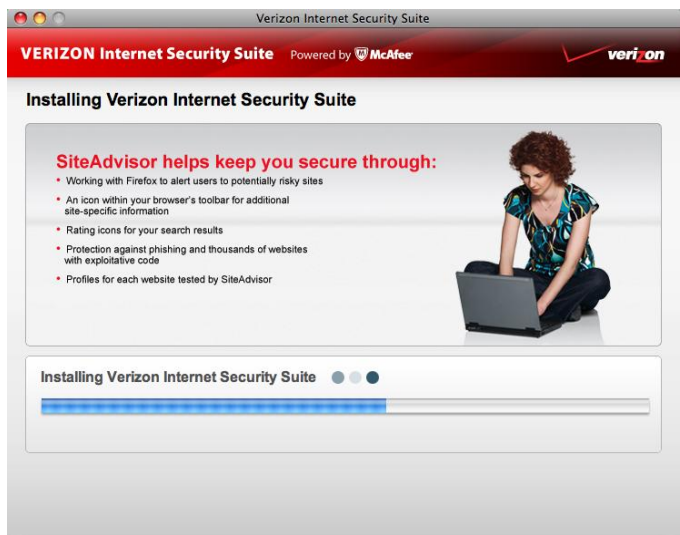 Verizon Internet Security Suite
VERIZON Internet Security Suite Powered by McAfee
verizon
Installing Verizon Internet Security Suite
SiteAdvisor helps keep you secure through:
• Working with Firefox to alert users to potentially risky sites
• An icon within your browser's toolbar for additional
site-specific information
• Rating icons for your search results
• Protection against phishing and thousands of websites
with exploitative code
• Profiles for each website tested by SiteAdvisor
Installing Verizon Internet Security Suite